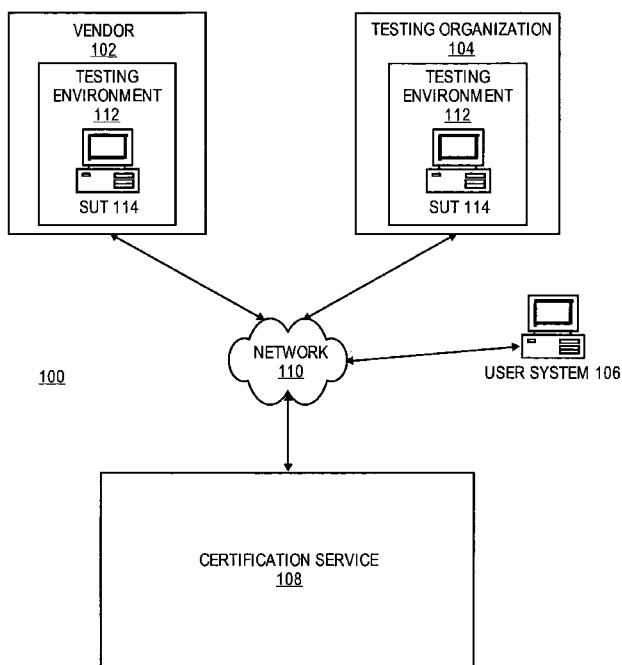 VENDOR
102
TESTING
ENVIRONMENT
112
SUT 114
TESTING ORGANIZATION
104
TESTING
ENVIRONMENT
112
SUT 114
NETWORK
110
100
USER SYSTEM 106
CERTIFICATION SERVICE
108